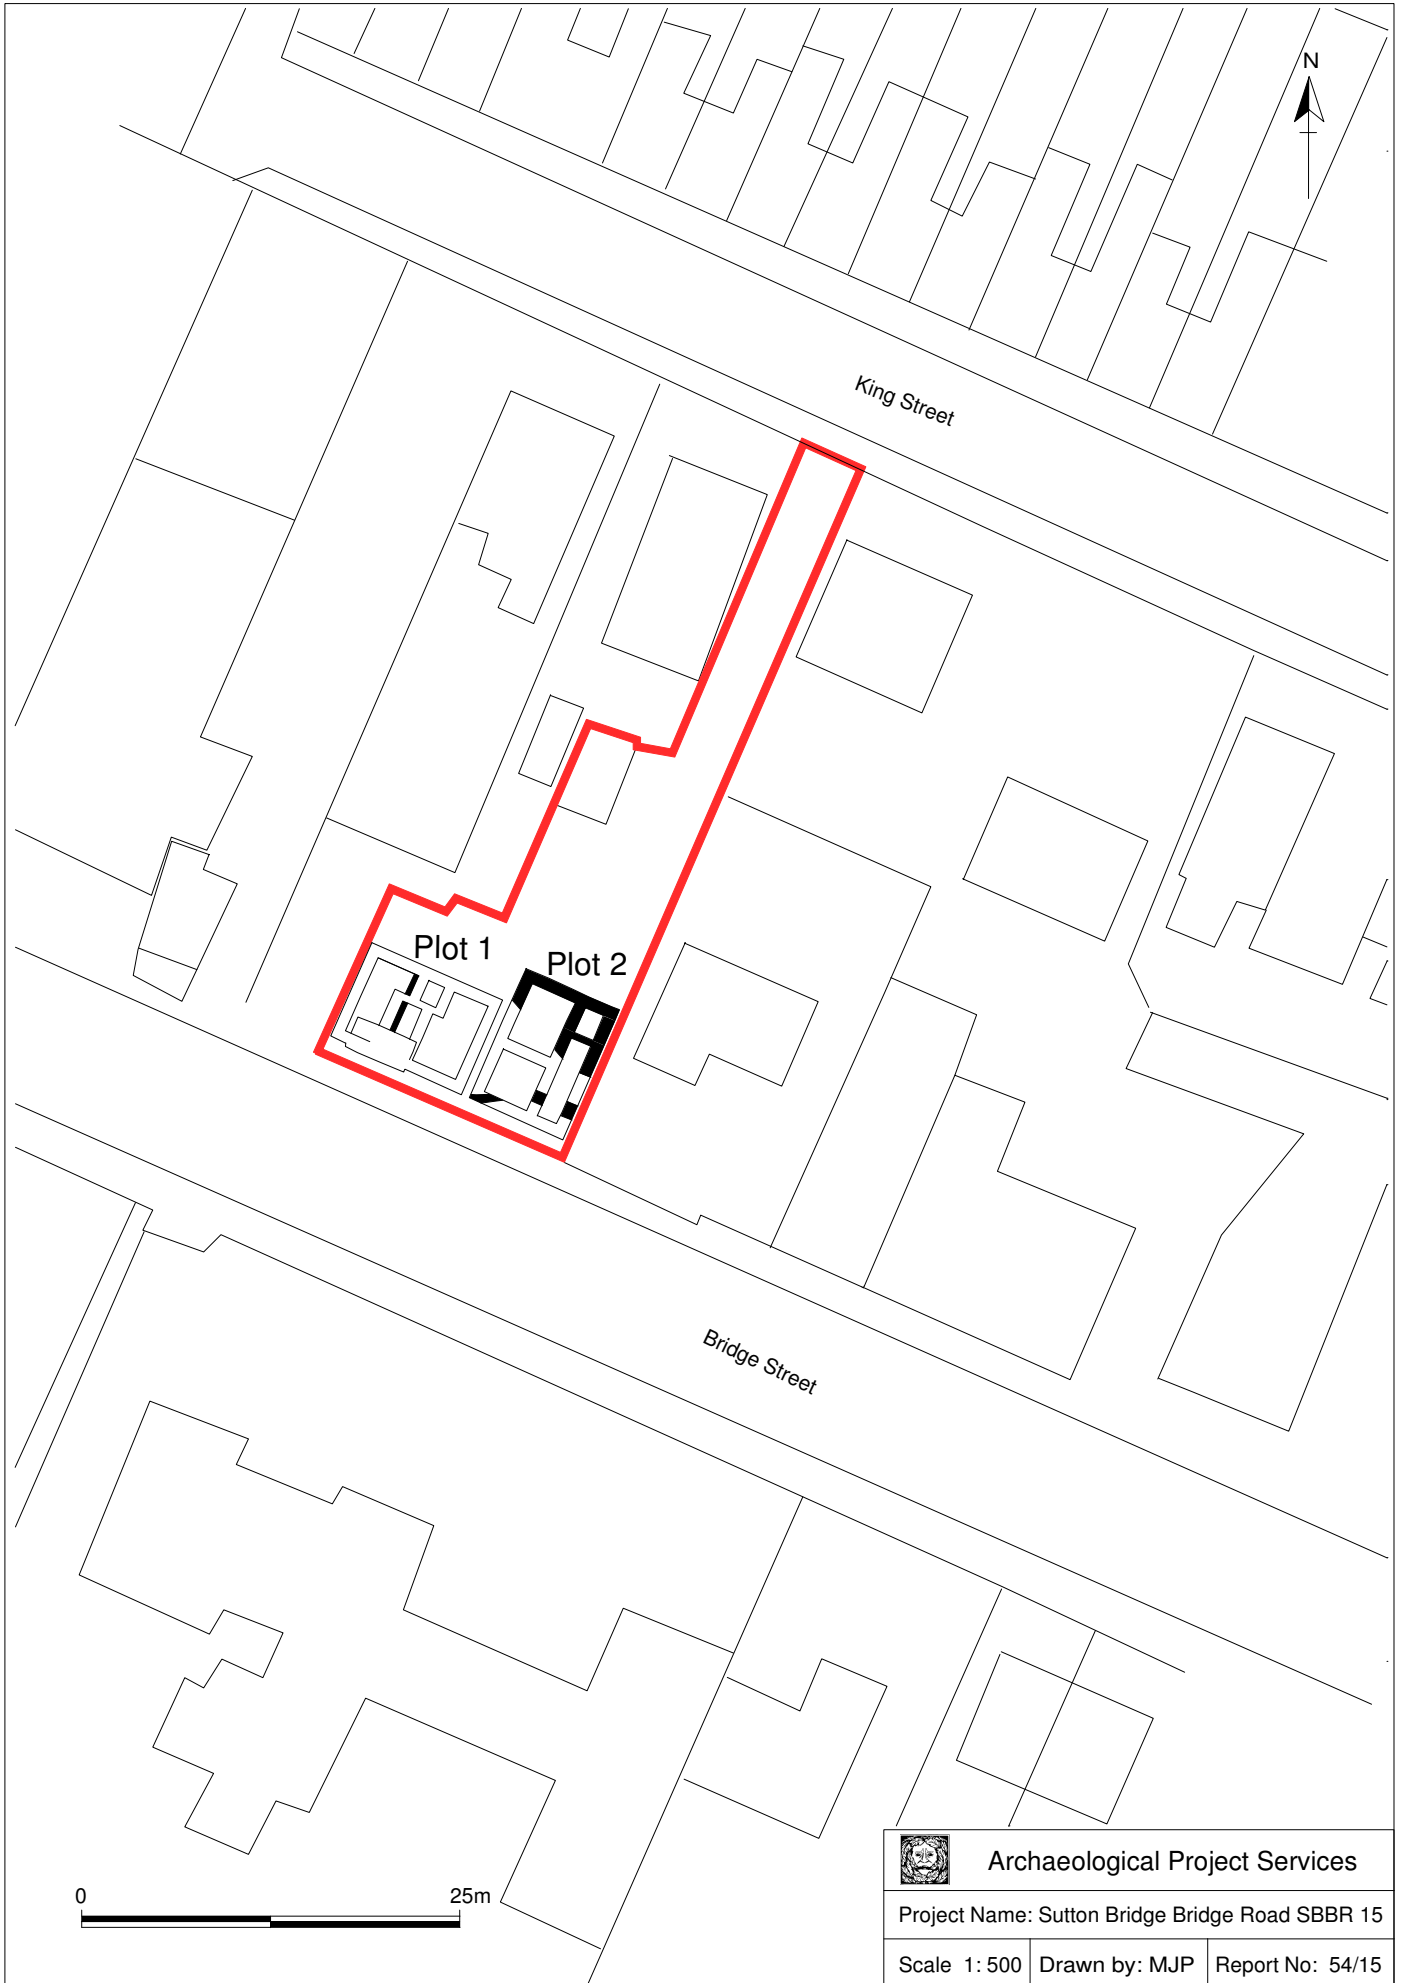 N
King Street
Plot 1
Plot 2
Bridge Street
0 25m
Archaeological Project Services
Project Name: Sutton Bridge Bridge Road SBBR 15
Scale 1: 500 Drawn by: MJP Report No: 54/15